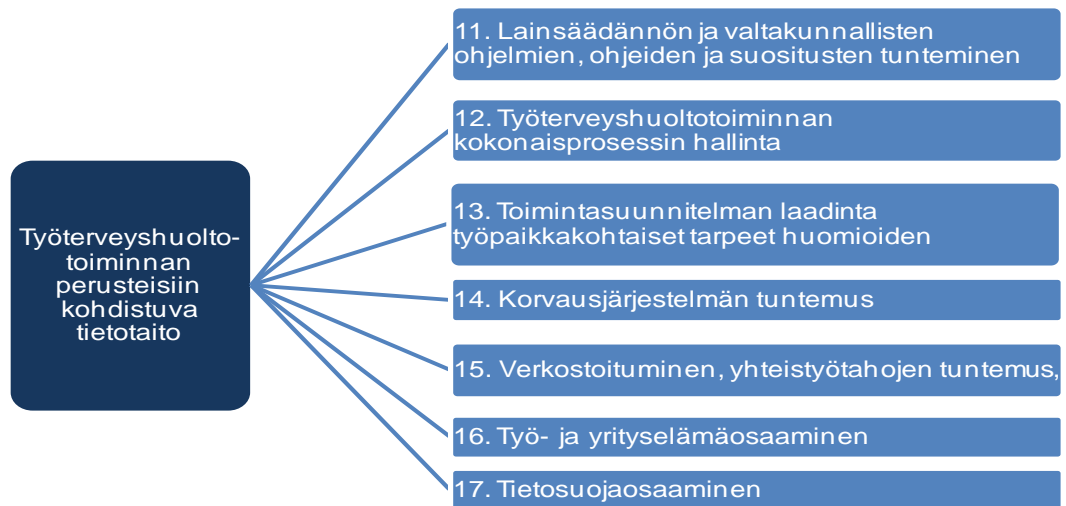 Työterveyshuolto-
toiminnan
perusteisiin
kohdistuva
tietotaito
11. Lainsäädännön ja valtakunnallisten
ohjelmien, ohjeiden ja suositusten tunteminen
12. Työterveyshuoltotoiminnan
kokonaisprosessin hallinta
13. Toimintasuunnitelman laadinta
työpaikkakohtaiset tarpeet huomioiden
14. Korvausjärjestelmän tuntemus
15. Verkostoituminen, yhteistyötahojen tuntemus,
16. Työ- ja yrityselämäosaaminen
17. Tietosuojaosaaminen